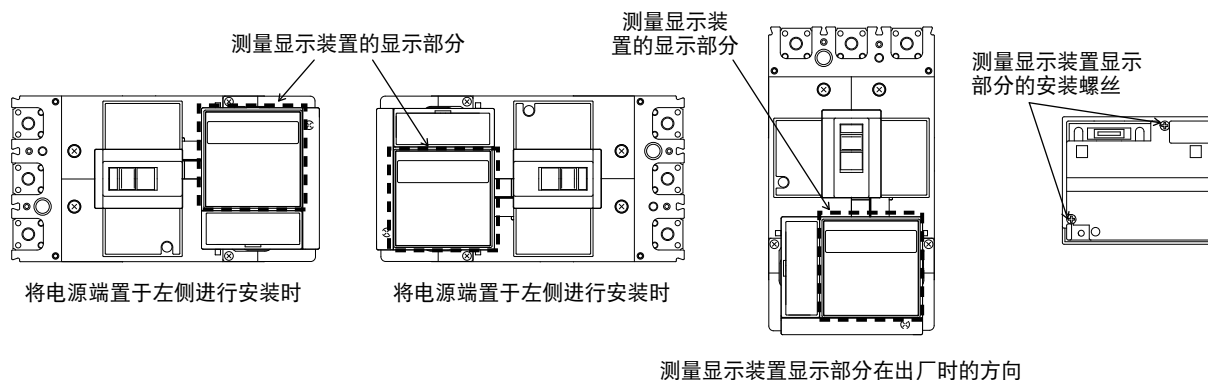 测量显示装置的显示部分
测量显示装
置的显示部分
测量显示装置显示
部分的安装螺丝
将电源端置于左侧进行安装时
将电源端置于左侧进行安装时
测量显示装置显示部分在出厂时的方向